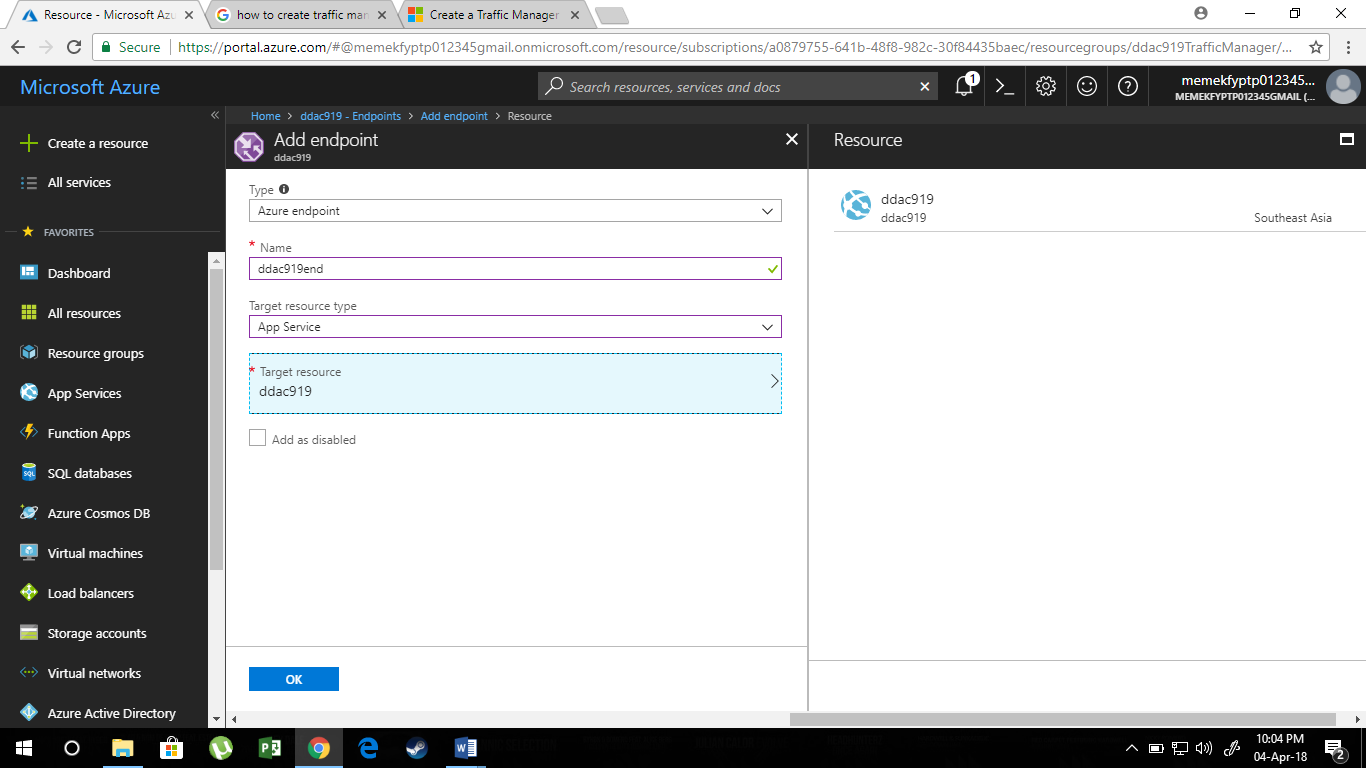 Resource - Microsoft Azu
how to create traffic man
Create a Traffic Manager
Secure
https://portal.azure.com/#@memekfyptp012345gmail.onmicrosoft.com/resource/subscriptions/a0879755-641b-48f8-982c-30f84435baec/resourcegroups/ddac919TrafficManager/...
Microsoft Azure
Search resources, services and docs
1
memekfyptp012345...
MEMEKFYPTP012345GMAIL (...
Create a resource
All services
FAVORITES
Dashboard
All resources
Resource groups
App Services
Function Apps
SQL databases
Azure Cosmos DB
Virtual machines
Load balancers
Storage accounts
Virtual networks
Azure Active Directory
Home > ddac919 - Endpoints > Add endpoint > Resource
Add endpoint
ddac919
Type
Azure endpoint
* Name
ddac919end
Target resource type
App Service
* Target resource
ddac919
Add as disabled
OK
Resource
ddac919
ddac919
Southeast Asia
10:04 PM
04-Apr-18
2